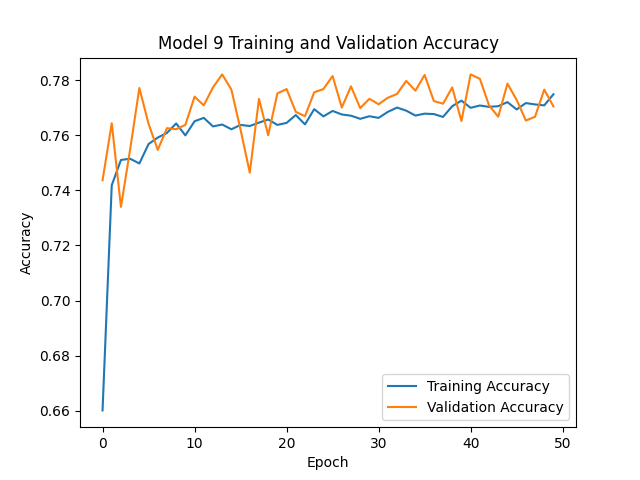 Model 9 Training and Validation Accuracy
0.78
0.76
0.74
0.72
0.70
0.68
0.66
Accuracy
0 10 20 30 40 50
Epoch
Training Accuracy
Validation Accuracy